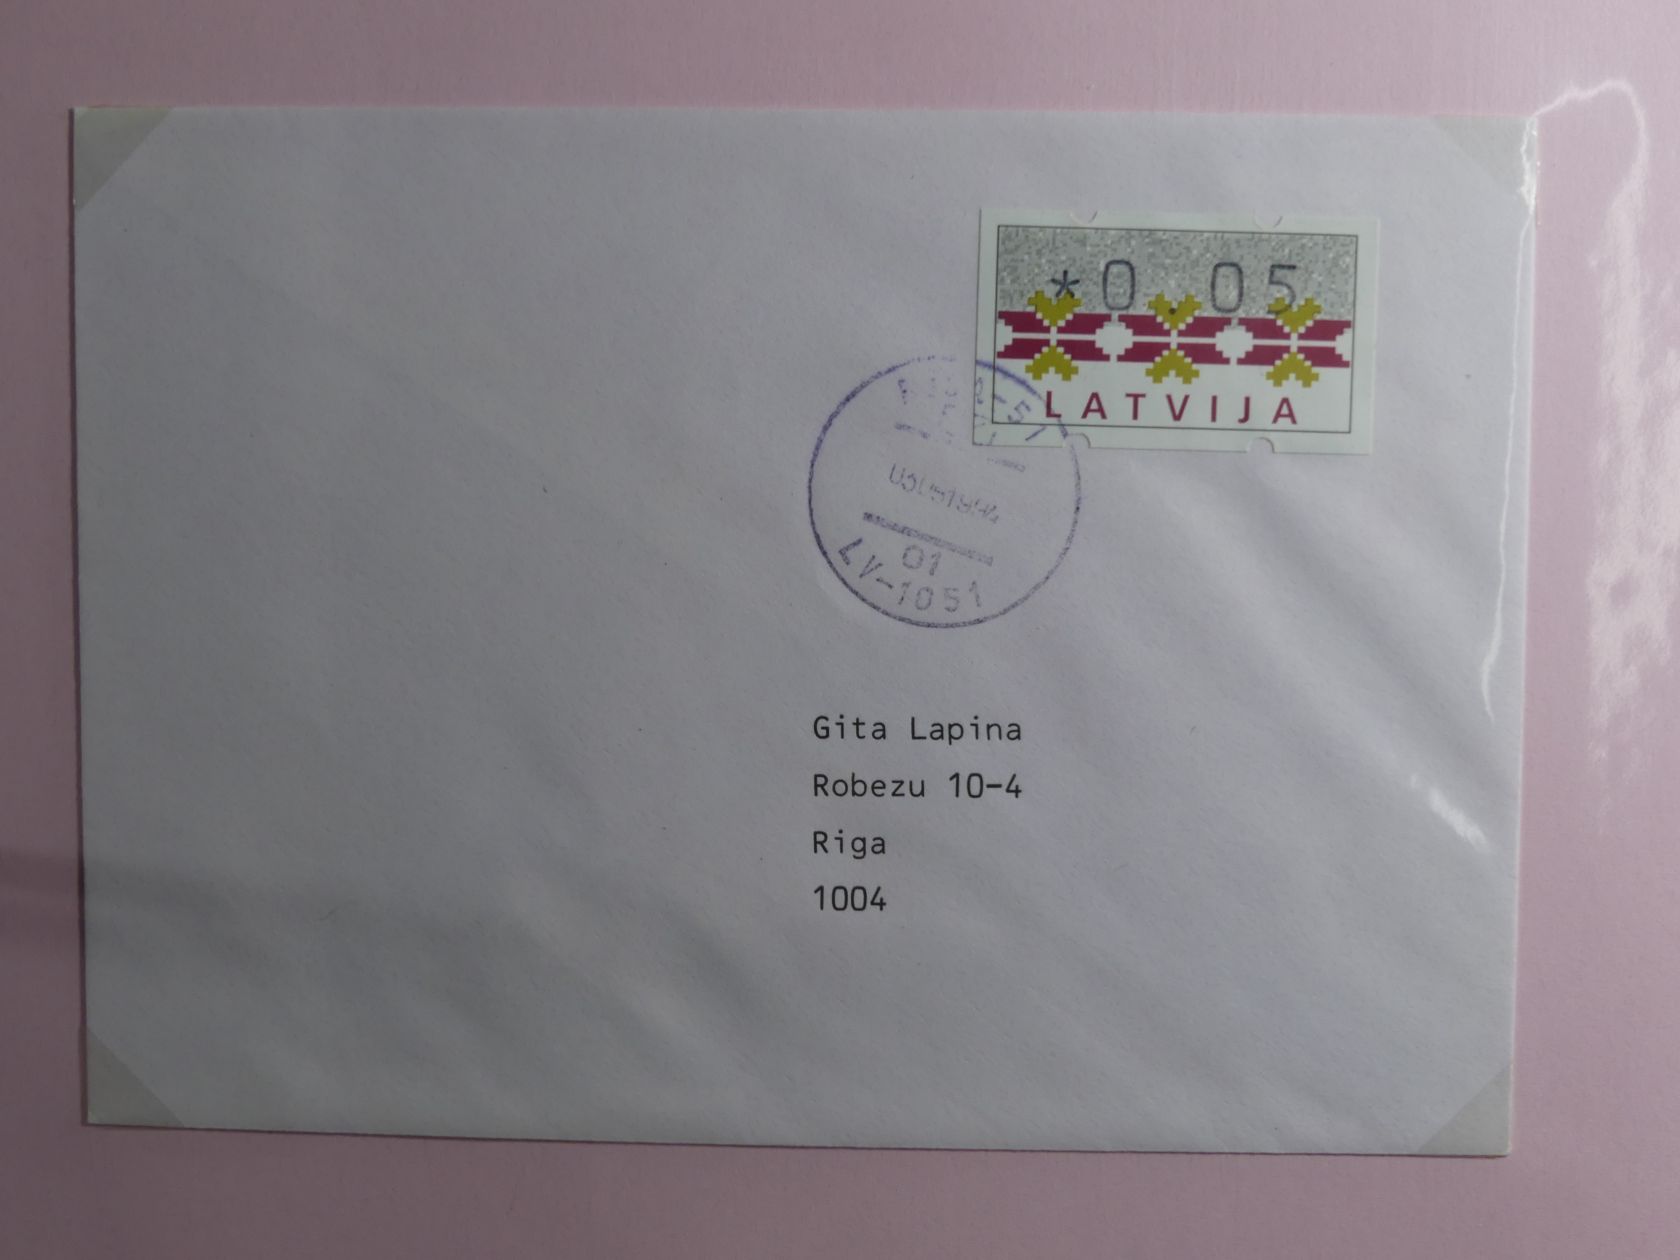 *0.05
LATVIJA
01
LV-1051
Gita Lapina
Robezu 10-4
Riga
1004